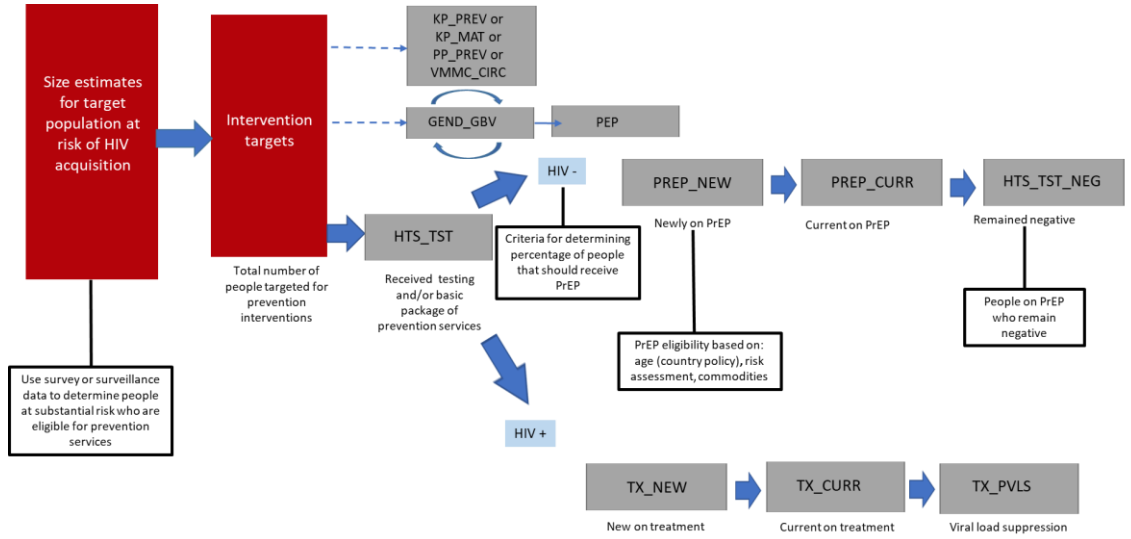 Size estimates
for target
population at
risk of HIV
acquisition
Use survey or surveillance
data to determine people
at substantial risk who are
eligible for prevention
services
Intervention
targets
Total number of
people targeted for
prevention
interventions
KP_PREV or
KP_MAT or
PP_PREV or
VMMC_CIRC
GEND_GBV
PEP
HTS_TST
Received testing
and/or basic
package of
prevention services
HIV -
Criteria for determining
percentage of people
that should receive
PrEP
HIV +
PREP_NEW
Newly on PrEP
PrEP eligibility based on:
age (country policy), risk
assessment, commodities
PREP_CURR
Current on PrEP
HTS_TST_NEG
Remained negative
People on PrEP
who remain
negative
TX_NEW
New on treatment
TX_CURR
Current on treatment
TX_PVLS
Viral load suppression